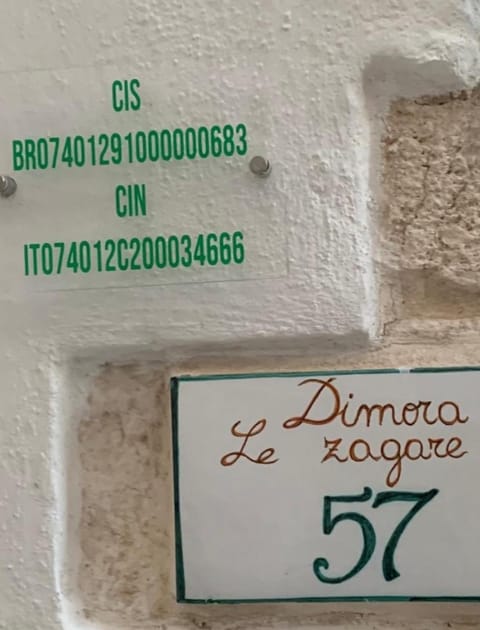 CIS
BR07401291000000683
CIN
IT074012C200034666
Dimora
Le zagare
57